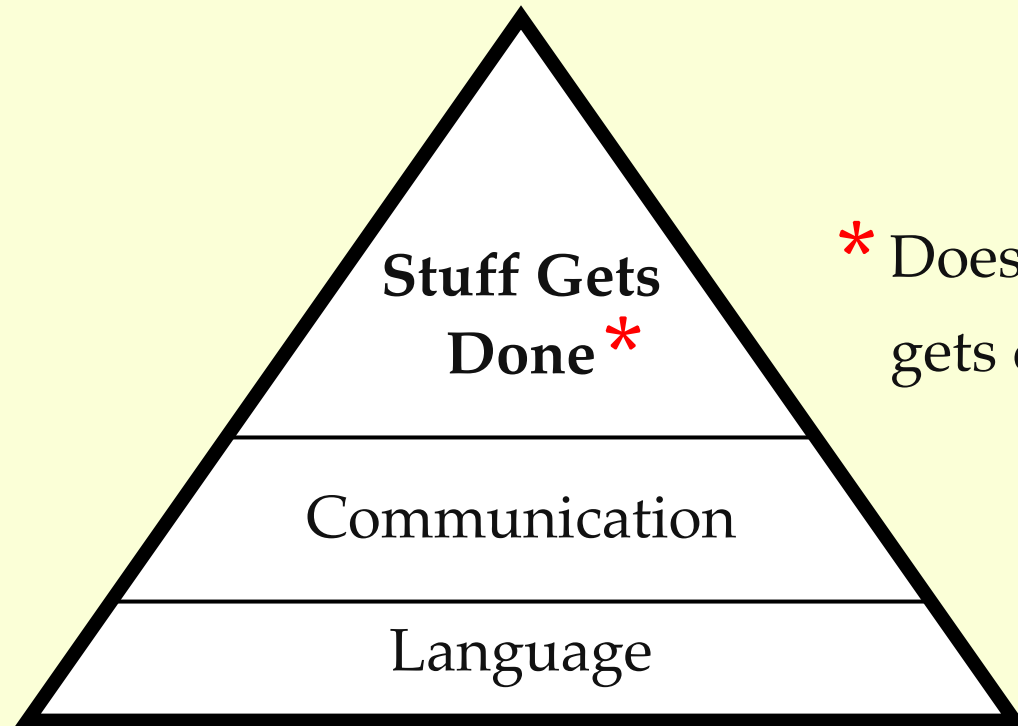 Stuff Gets
Done *
* Does
gets
Communication
Language